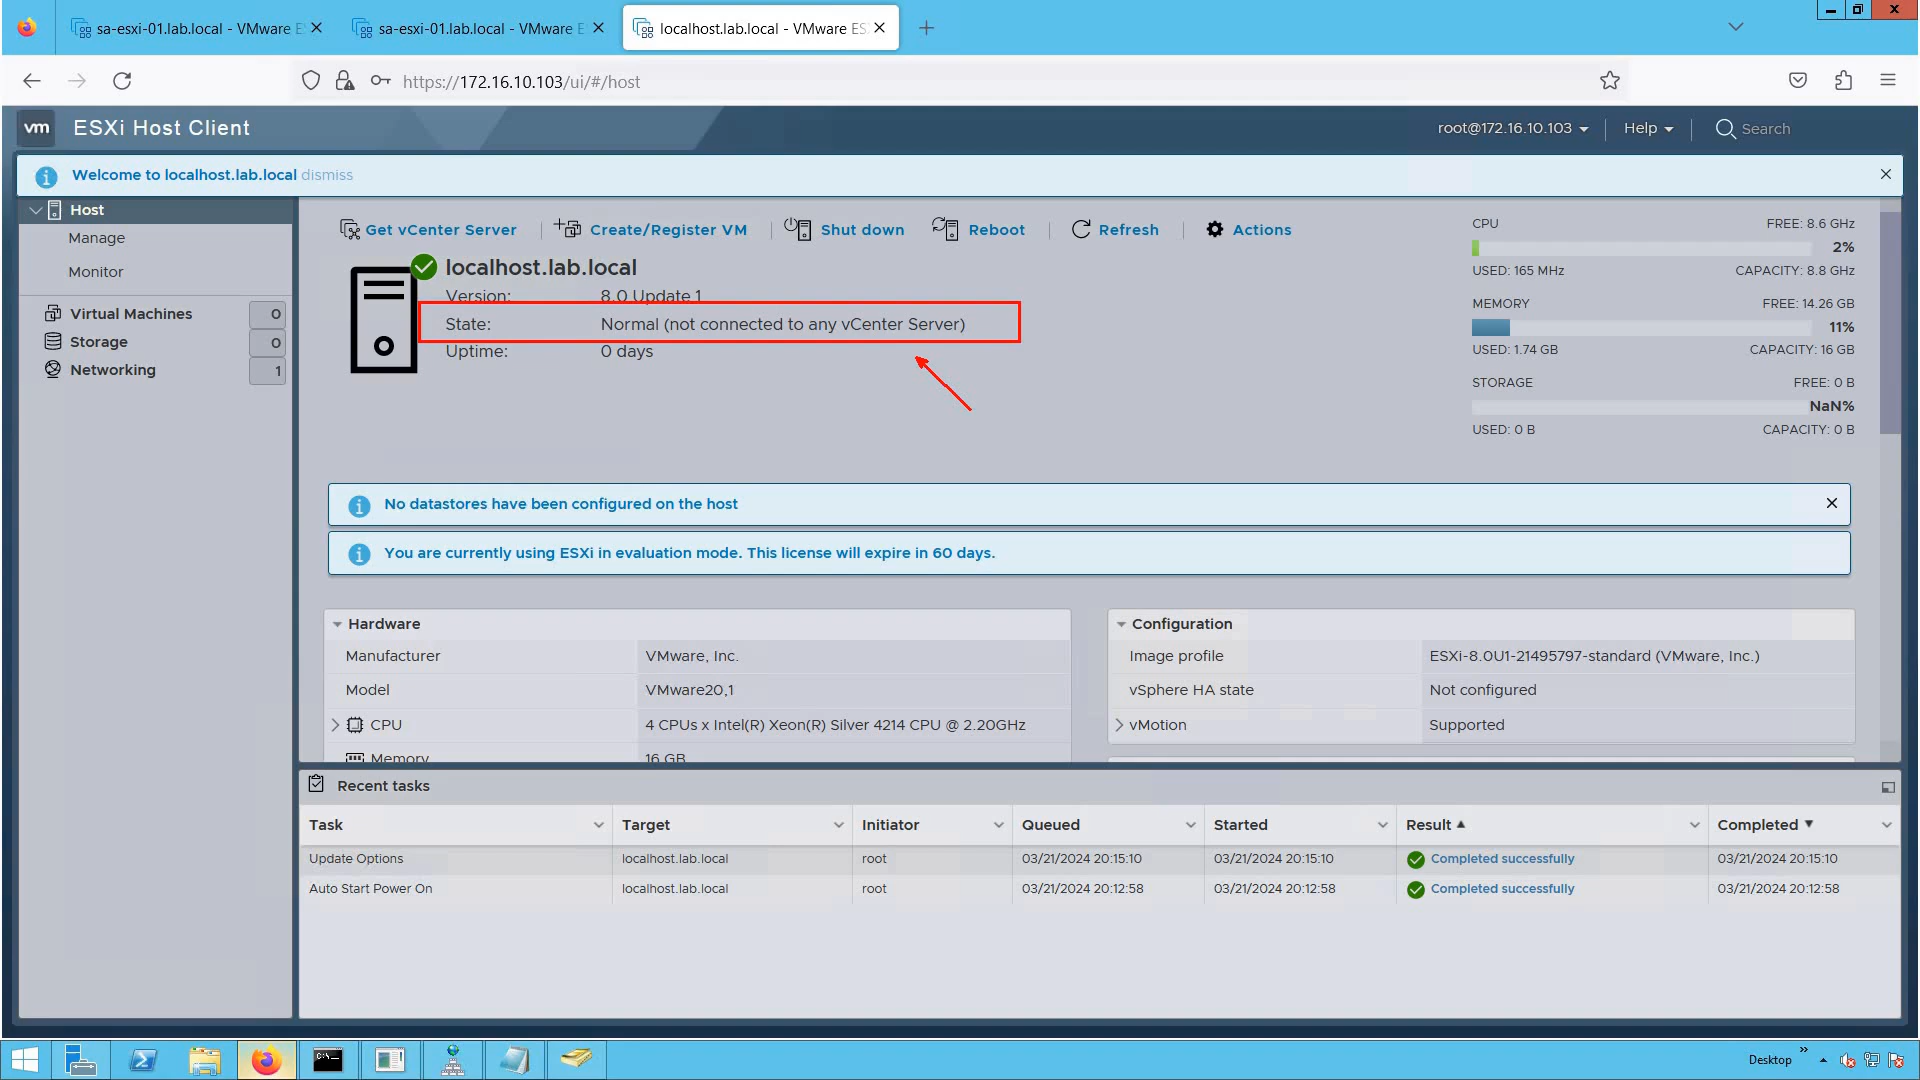 sa-esxi-01.lab.local - VMware E
sa-esxi-01.lab.local - VMware E
localhost.lab.local - VMware ES
https://172.16.10.103/ui/#/host
vm ESXi Host Client
root@172.16.10.103
Help
Search
Welcome to localhost.lab.local dismiss
Host
Manage
Monitor
Virtual Machines 0
Storage 0
Networking 1
Get vCenter Server
Create/Register VM
Shut down
Reboot
Refresh
Actions
localhost.lab.local
Version: 8.0 Update 1
State: Normal (not connected to any vCenter Server)
Uptime: 0 days
CPU FREE: 8.6 GHz
2%
USED: 165 MHz CAPACITY: 8.8 GHz
MEMORY FREE: 14.26 GB
11%
USED: 1.74 GB CAPACITY: 16 GB
STORAGE FREE: 0 B
NaN%
USED: 0 B CAPACITY: 0 B
No datastores have been configured on the host
You are currently using ESXi in evaluation mode. This license will expire in 60 days.
Hardware
Manufacturer VMware, Inc.
Model VMware20,1
CPU 4 CPUs x Intel(R) Xeon(R) Silver 4214 CPU @ 2.20GHz
Memory 16 GB
Configuration
Image profile ESXi-8.0U1-21495797-standard (VMware, Inc.)
vSphere HA state Not configured
vMotion Supported
Recent tasks
Task Target Initiator Queued Started Result Completed
Update Options localhost.lab.local root 03/21/2024 20:15:10 03/21/2024 20:15:10 Completed successfully 03/21/2024 20:15:10
Auto Start Power On localhost.lab.local root 03/21/2024 20:12:58 03/21/2024 20:12:58 Completed successfully 03/21/2024 20:12:58
Desktop